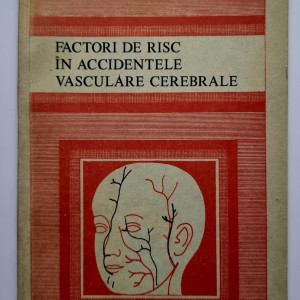 FACTORI DE RISC
ÎN ACCIDENTELE
VASCULARE CEREBRALE